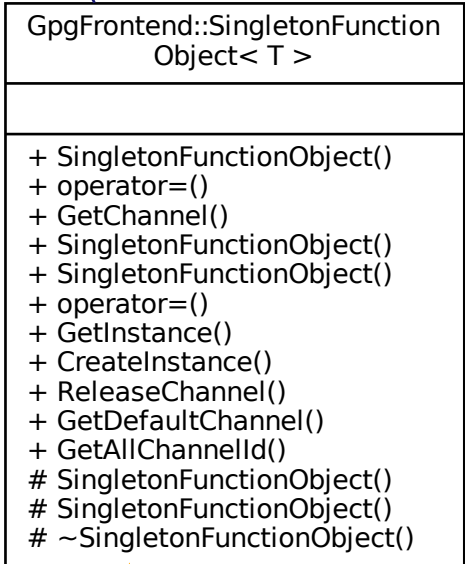 GpgFrontend::SingletonFunction
Object< T >
+ SingletonFunctionObject()
+ operator=()
+ GetChannel()
+ SingletonFunctionObject()
+ SingletonFunctionObject()
+ operator=()
+ GetInstance()
+ CreateInstance()
+ ReleaseChannel()
+ GetDefaultChannel()
+ GetAllChannelId()
# SingletonFunctionObject()
# SingletonFunctionObject()
# ~SingletonFunctionObject()